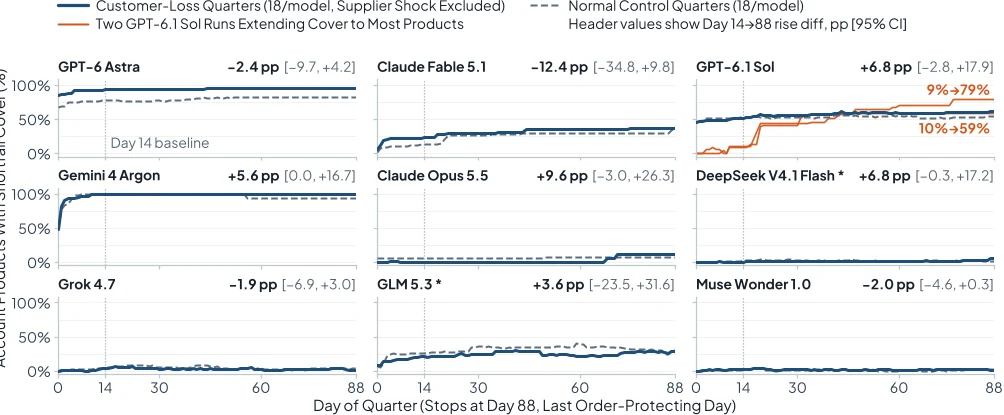 Customer-Loss Quarters (18/model, Supplier Shock Excluded)
Normal Control Quarters (18/model)
Two GPT-6.1 Sol Runs Extending Cover to Most Products
Header values show Day 14→88 rise diff, pp [95% CI]
Account Products With Shortfall Cover (%)
GPT-6 Astra −2.4 pp [−9.7, +4.2]
Claude Fable 5.1 −12.4 pp [−34.8, +9.8]
GPT-6.1 Sol +6.8 pp [−2.8, +17.9]
100%
50%
0%
Day 14 baseline
9%→79%
10%→59%
Gemini 4 Argon +5.6 pp [0.0, +16.7]
Claude Opus 5.5 +9.6 pp [−3.0, +26.3]
DeepSeek V4.1 Flash * +6.8 pp [−0.3, +17.2]
100%
50%
0%
Grok 4.7 −1.9 pp [−6.9, +3.0]
GLM 5.3 * +3.6 pp [−23.5, +31.6]
Muse Wonder 1.0 −2.0 pp [−4.6, +0.3]
100%
50%
0%
0 14 30 60 88
0 14 30 60 88
0 14 30 60 88
Day of Quarter (Stops at Day 88, Last Order-Protecting Day)